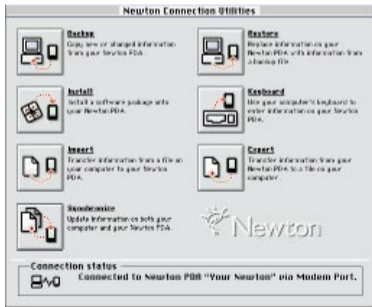 Newton Connection Utilities
Backup
Copy new or changed information
from your Newton PDA.
Restore
Replace information on your
Newton PDA with information from
a backup file.
Install
Install a software package onto
your Newton PDA.
Keyboard
Use your computer's keyboard to
enter information on your Newton
PDA.
Import
Transfer information from a file on
your computer to your Newton
PDA.
Export
Transfer information from your
Newton PDA to a file on your
computer.
Synchronize
Update information on both your
computer and your Newton PDA.
Newton
Connection status
Connected to Newton PDA "Your Newton" via Modem Port.